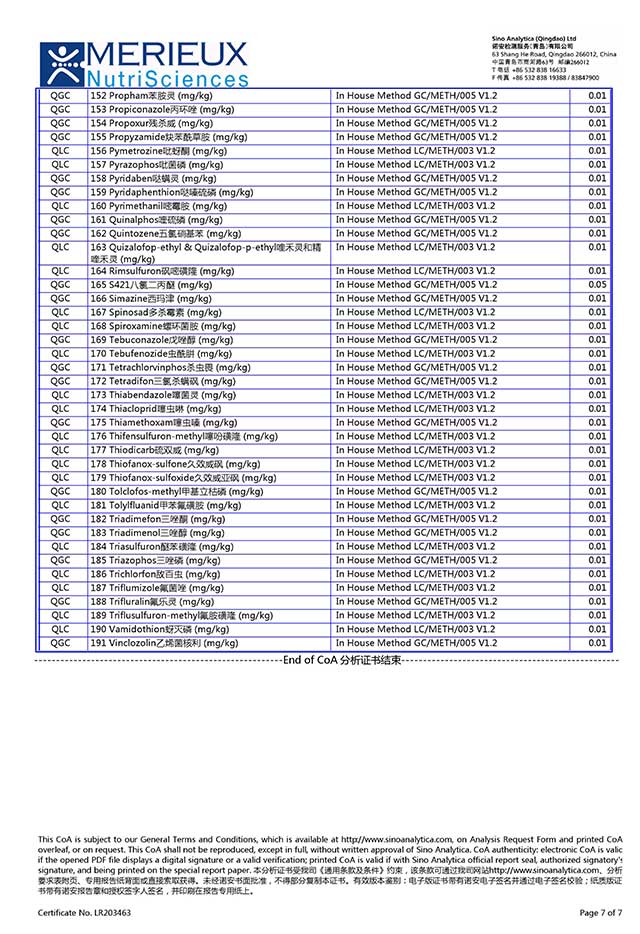 MERIEUX
NutriSciences
Sino Analytica (Qingdao) Ltd
诺安检测服务(青岛)有限公司
63 Shang He Road, Qingdao 266012, China
中国青岛市商河路63号 邮编266012
T 电话 +86 532 838 16633
F 传真 +86 532 838 19388 / 83847900
QGC 152 Propham苯胺灵 (mg/kg) In House Method GC/METH/005 V1.2 0.01
QGC 153 Propiconazole丙环唑 (mg/kg) In House Method GC/METH/005 V1.2 0.01
QGC 154 Propoxur残杀威 (mg/kg) In House Method GC/METH/005 V1.2 0.01
QGC 155 Propyzamide炔苯酰草胺 (mg/kg) In House Method GC/METH/005 V1.2 0.01
QLC 156 Pymetrozine吡蚜酮 (mg/kg) In House Method LC/METH/003 V1.2 0.01
QLC 157 Pyrazophos吡菌磷 (mg/kg) In House Method LC/METH/003 V1.2 0.01
QGC 158 Pyridaben哒螨灵 (mg/kg) In House Method GC/METH/005 V1.2 0.01
QGC 159 Pyridaphenthion哒嗪硫磷 (mg/kg) In House Method GC/METH/005 V1.2 0.01
QLC 160 Pyrimethanil嘧霉胺 (mg/kg) In House Method LC/METH/003 V1.2 0.01
QGC 161 Quinalphos喹硫磷 (mg/kg) In House Method GC/METH/005 V1.2 0.01
QGC 162 Quintozene五氯硝基苯 (mg/kg) In House Method GC/METH/005 V1.2 0.01
QLC 163 Quizalofop-ethyl & Quizalofop-p-ethyl喹禾灵和精 In House Method LC/METH/003 V1.2 0.01
喹禾灵 (mg/kg)
QLC 164 Rimsulfuron砜嘧磺隆 (mg/kg) In House Method LC/METH/003 V1.2 0.01
QGC 165 S421八氯二丙醚 (mg/kg) In House Method GC/METH/005 V1.2 0.05
QGC 166 Simazine西玛津 (mg/kg) In House Method GC/METH/005 V1.2 0.01
QLC 167 Spinosad多杀霉素 (mg/kg) In House Method LC/METH/003 V1.2 0.01
QLC 168 Spiroxamine螺环菌胺 (mg/kg) In House Method LC/METH/003 V1.2 0.01
QGC 169 Tebuconazole戊唑醇 (mg/kg) In House Method GC/METH/005 V1.2 0.01
QLC 170 Tebufenozide虫酰肼 (mg/kg) In House Method LC/METH/003 V1.2 0.01
QGC 171 Tetrachlorvinphos杀虫畏 (mg/kg) In House Method GC/METH/005 V1.2 0.01
QGC 172 Tetradifon三氯杀螨砜 (mg/kg) In House Method GC/METH/005 V1.2 0.01
QLC 173 Thiabendazole噻菌灵 (mg/kg) In House Method LC/METH/003 V1.2 0.01
QLC 174 Thiacloprid噻虫啉 (mg/kg) In House Method LC/METH/003 V1.2 0.01
QGC 175 Thiamethoxam噻虫嗪 (mg/kg) In House Method GC/METH/005 V1.2 0.01
QLC 176 Thifensulfuron-methyl噻吩磺隆 (mg/kg) In House Method LC/METH/003 V1.2 0.01
QLC 177 Thiodicarb硫双威 (mg/kg) In House Method LC/METH/003 V1.2 0.01
QLC 178 Thiofanox-sulfone久效威砜 (mg/kg) In House Method LC/METH/003 V1.2 0.01
QLC 179 Thiofanox-sulfoxide久效威亚砜 (mg/kg) In House Method LC/METH/003 V1.2 0.01
QGC 180 Tolclofos-methyl甲基立枯磷 (mg/kg) In House Method GC/METH/005 V1.2 0.01
QLC 181 Tolylfluanid甲苯氟磺胺 (mg/kg) In House Method LC/METH/003 V1.2 0.01
QGC 182 Triadimefon三唑酮 (mg/kg) In House Method GC/METH/005 V1.2 0.01
QGC 183 Triadimenol三唑醇 (mg/kg) In House Method GC/METH/005 V1.2 0.01
QLC 184 Triasulfuron醚苯磺隆 (mg/kg) In House Method LC/METH/003 V1.2 0.01
QGC 185 Triazophos三唑磷 (mg/kg) In House Method GC/METH/005 V1.2 0.01
QLC 186 Trichlorfon敌百虫 (mg/kg) In House Method LC/METH/003 V1.2 0.01
QLC 187 Triflumizole氟菌唑 (mg/kg) In House Method LC/METH/003 V1.2 0.01
QGC 188 Trifluralin氟乐灵 (mg/kg) In House Method GC/METH/005 V1.2 0.01
QLC 189 Triflusulfuron-methyl氟胺磺隆 (mg/kg) In House Method LC/METH/003 V1.2 0.01
QLC 190 Vamidothion蚜灭磷 (mg/kg) In House Method LC/METH/003 V1.2 0.01
QGC 191 Vinclozolin乙烯菌核利 (mg/kg) In House Method GC/METH/005 V1.2 0.01
End of CoA 分析证书结束
This CoA is subject to our General Terms and Conditions, which is available at http://www.sinoanalytica.com, on Analysis Request Form and printed CoA
overleaf, or on request. This CoA shall not be reproduced, except in full, without written approval of Sino Analytica. CoA authenticity: electronic CoA is valid
if the opened PDF file displays a digital signature or a valid verification; printed CoA is valid if with Sino Analytica official report seal, authorized signatory's
signature, and being printed on the special report paper. 本分析证书受我司《通用条款及条件》约束，该条款可通过我司网站http://www.sinoanalytica.com、分析
要求表附页、专用报告纸背面或直接索取获得。未经诺安书面批准，不得部分复制本证书。有效版本鉴别：电子版证书带有诺安电子签名并通过电子签名校验；纸质版证
书带有诺安报告章和授权签字人签名，并印刷在报告专用纸上。
Certificate No. LR203463 Page 7 of 7